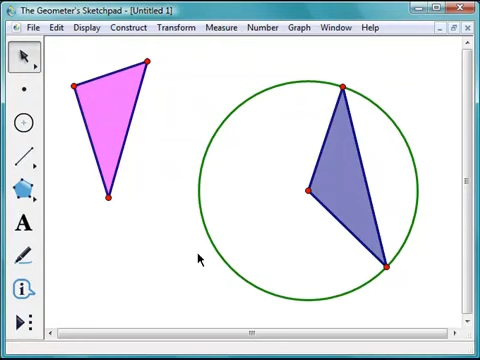 The Geometer's Sketchpad - [Untitled 1]
File Edit Display Construct Transform Measure Number Graph Window Help
A